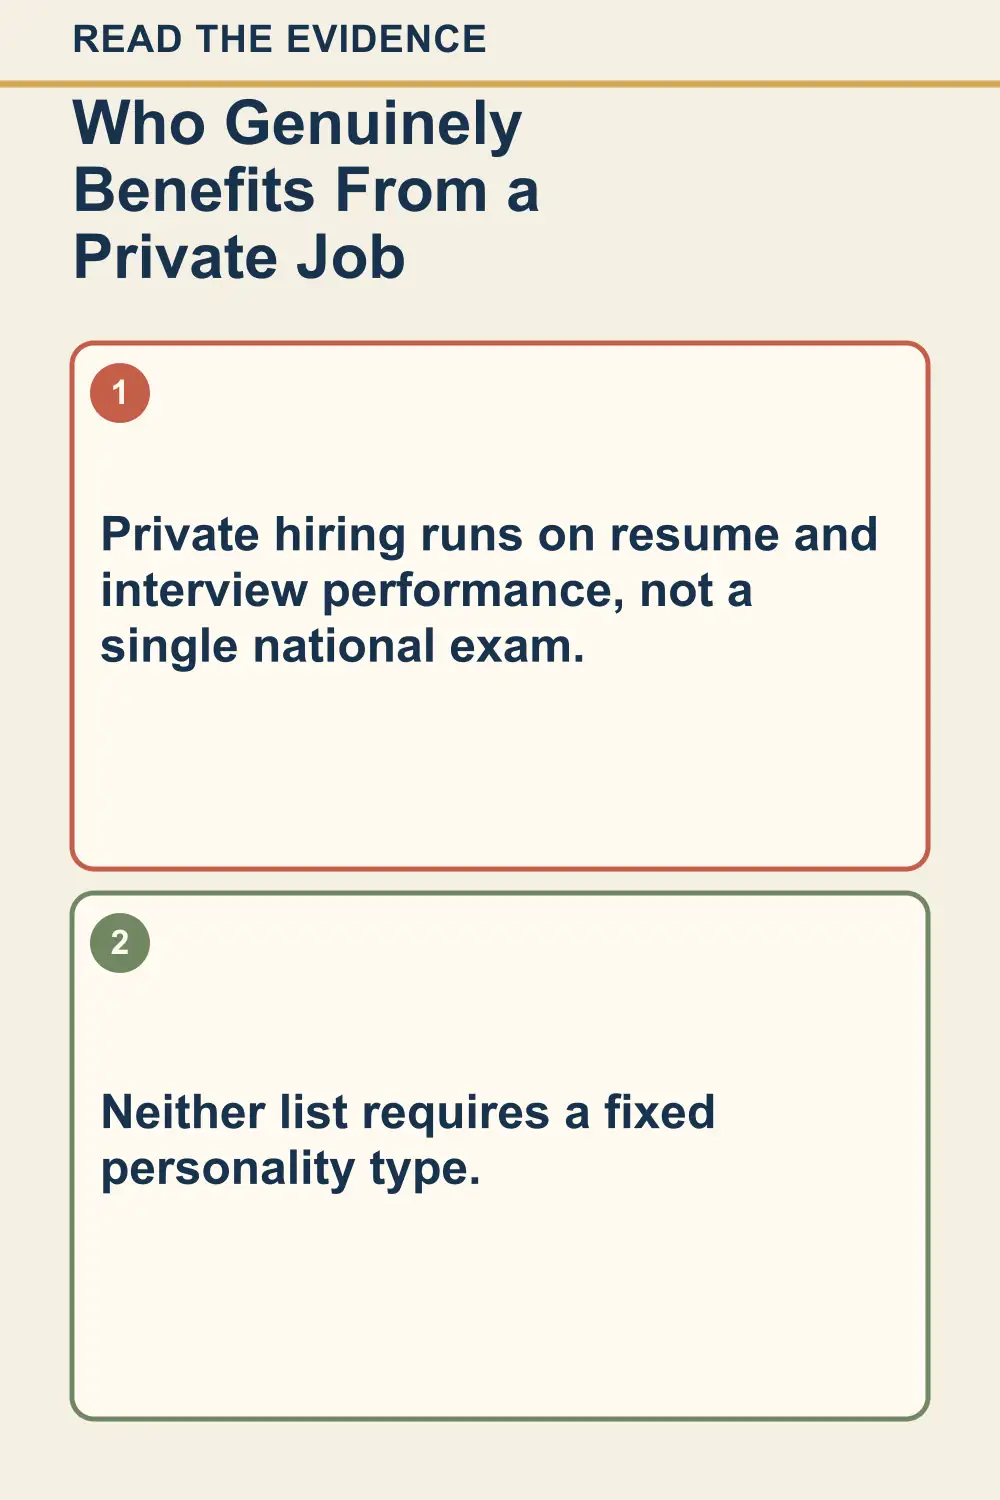 READ THE EVIDENCE
Who Genuinely
Benefits From a
Private Job
1
Private hiring runs on resume and
interview performance, not a
single national exam.
2
Neither list requires a fixed
personality type.